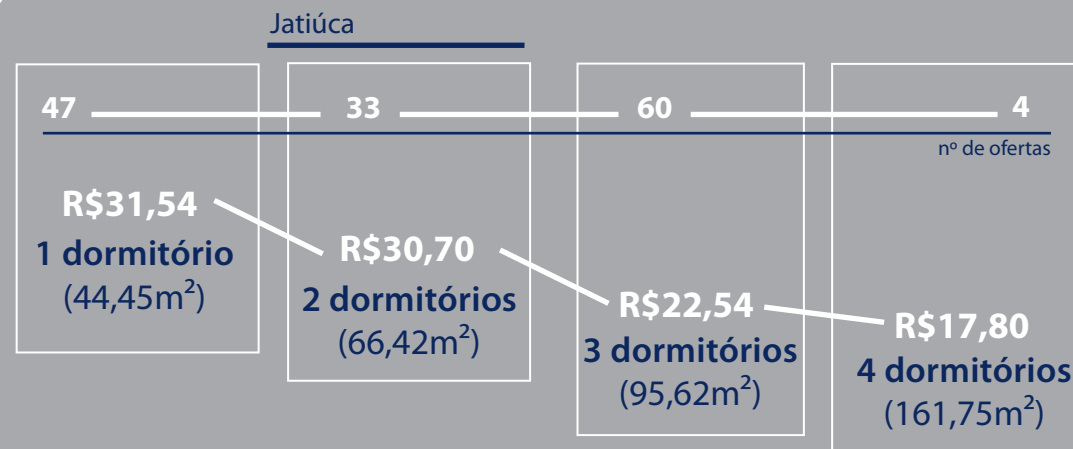 Jatiúca
47 33 60 4
nº de ofertas
R$31,54
1 dormitório
(44,45m²)
R$30,70
2 dormitórios
(66,42m²)
R$22,54
3 dormitórios
(95,62m²)
R$17,80
4 dormitórios
(161,75m²)